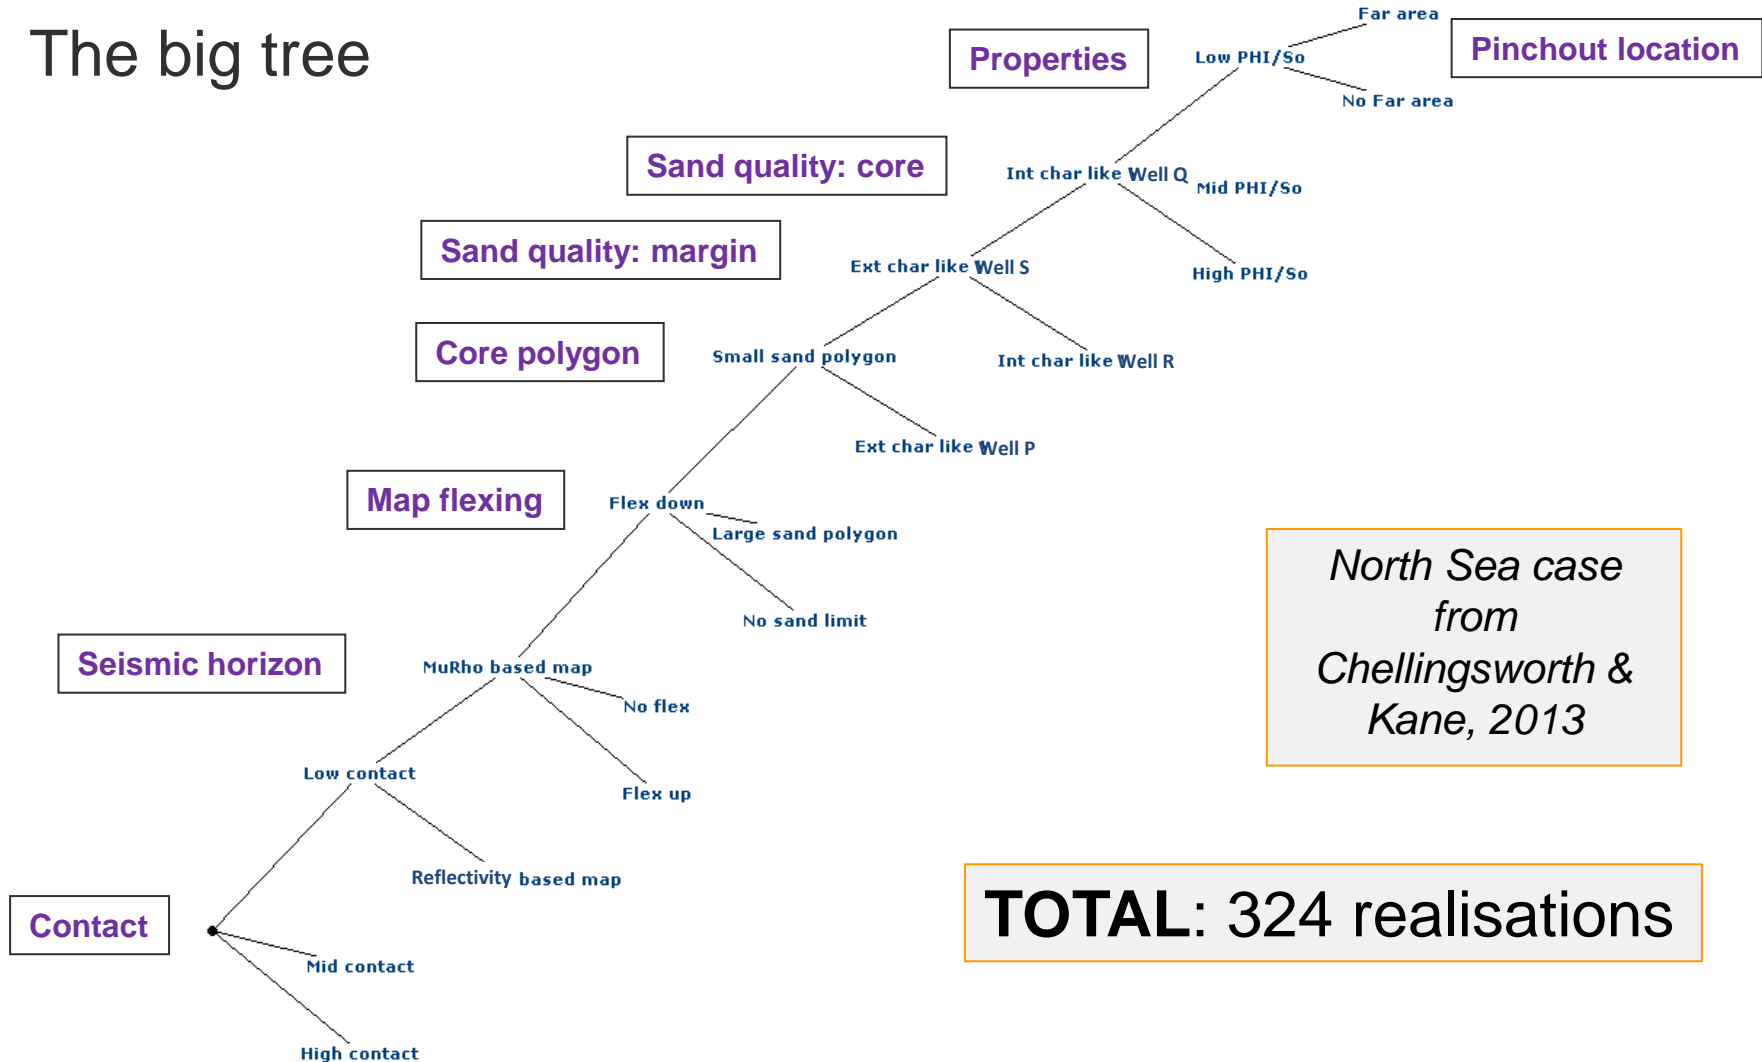 The big tree
Far area
Properties
Low PHI/So
Pinchout location
No Far area
Sand quality: core
Int char like Well Q
Mid PHI/So
Sand quality: margin
Ext char like Well S
High PHI/So
Core polygon
Small sand polygon
Int char like Well R
Ext char like Well P
Map flexing
Flex down
Large sand polygon
North Sea case
from
Chellingsworth &
Kane, 2013
No sand limit
Seismic horizon
MuRho based map
No flex
Low contact
Flex up
Reflectivity based map
TOTAL: 324 realisations
Contact
Mid contact
High contact